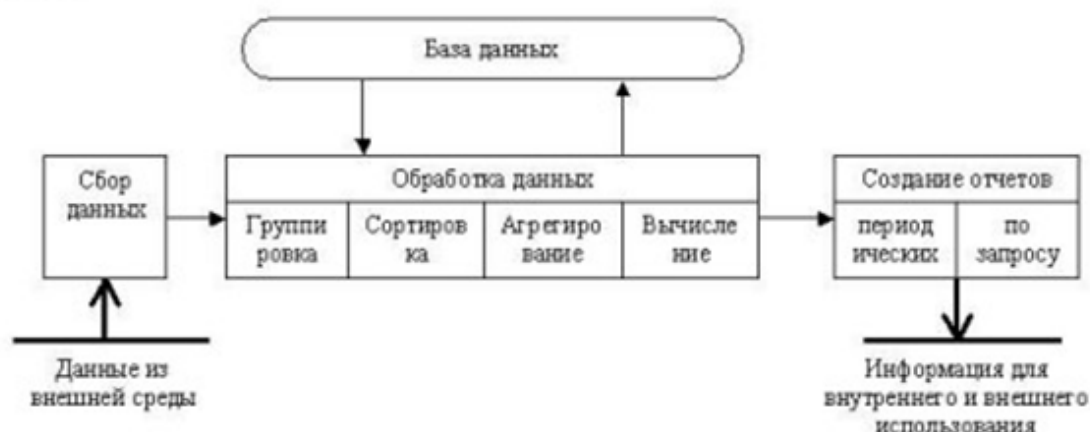 База данных
Сбор
данных
Обработка данных
Группи
ровка
Сортиров
ка
Агрегиро
вание
Вычисле
ние
Создание отчетов
период
ических
по
запросу
Данные из
внешней среды
Информация для
внутреннего и внешнего
использования